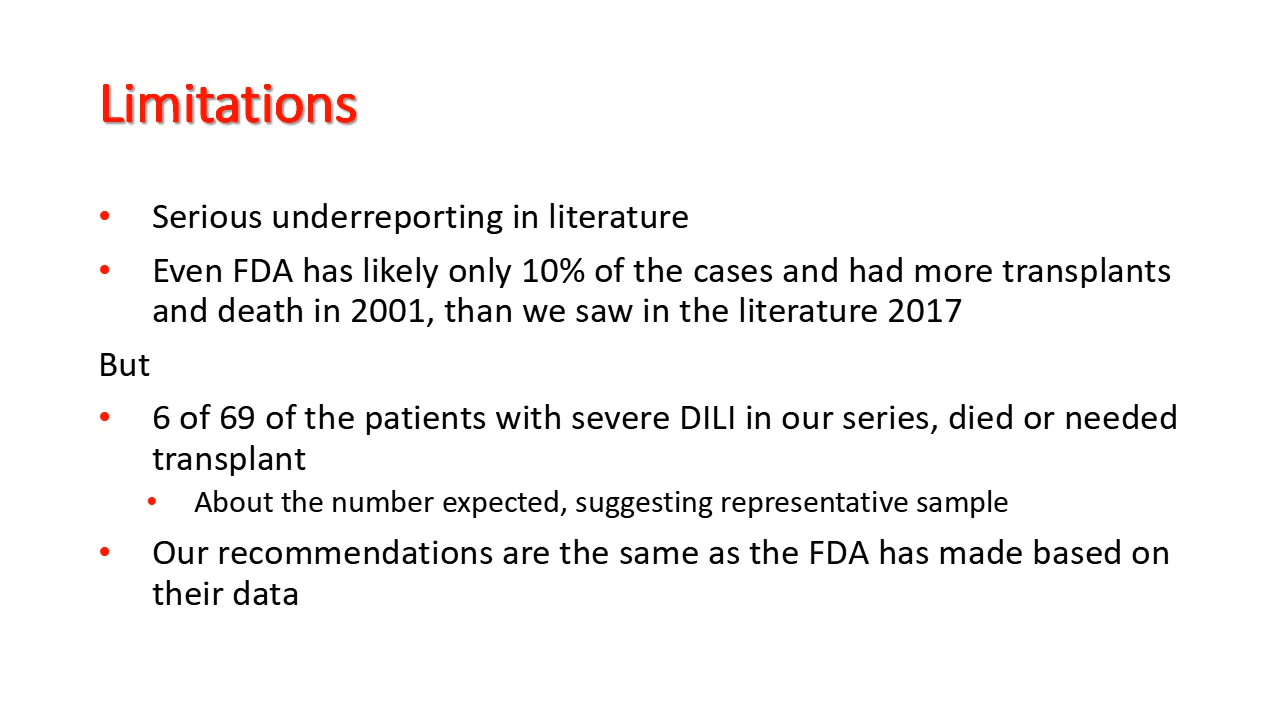 Limitations
• Serious underreporting in literature
• Even FDA has likely only 10% of the cases and had more transplants
and death in 2001, than we saw in the literature 2017
But
• 6 of 69 of the patients with severe DILI in our series, died or needed
transplant
• About the number expected, suggesting representative sample
• Our recommendations are the same as the FDA has made based on
their data